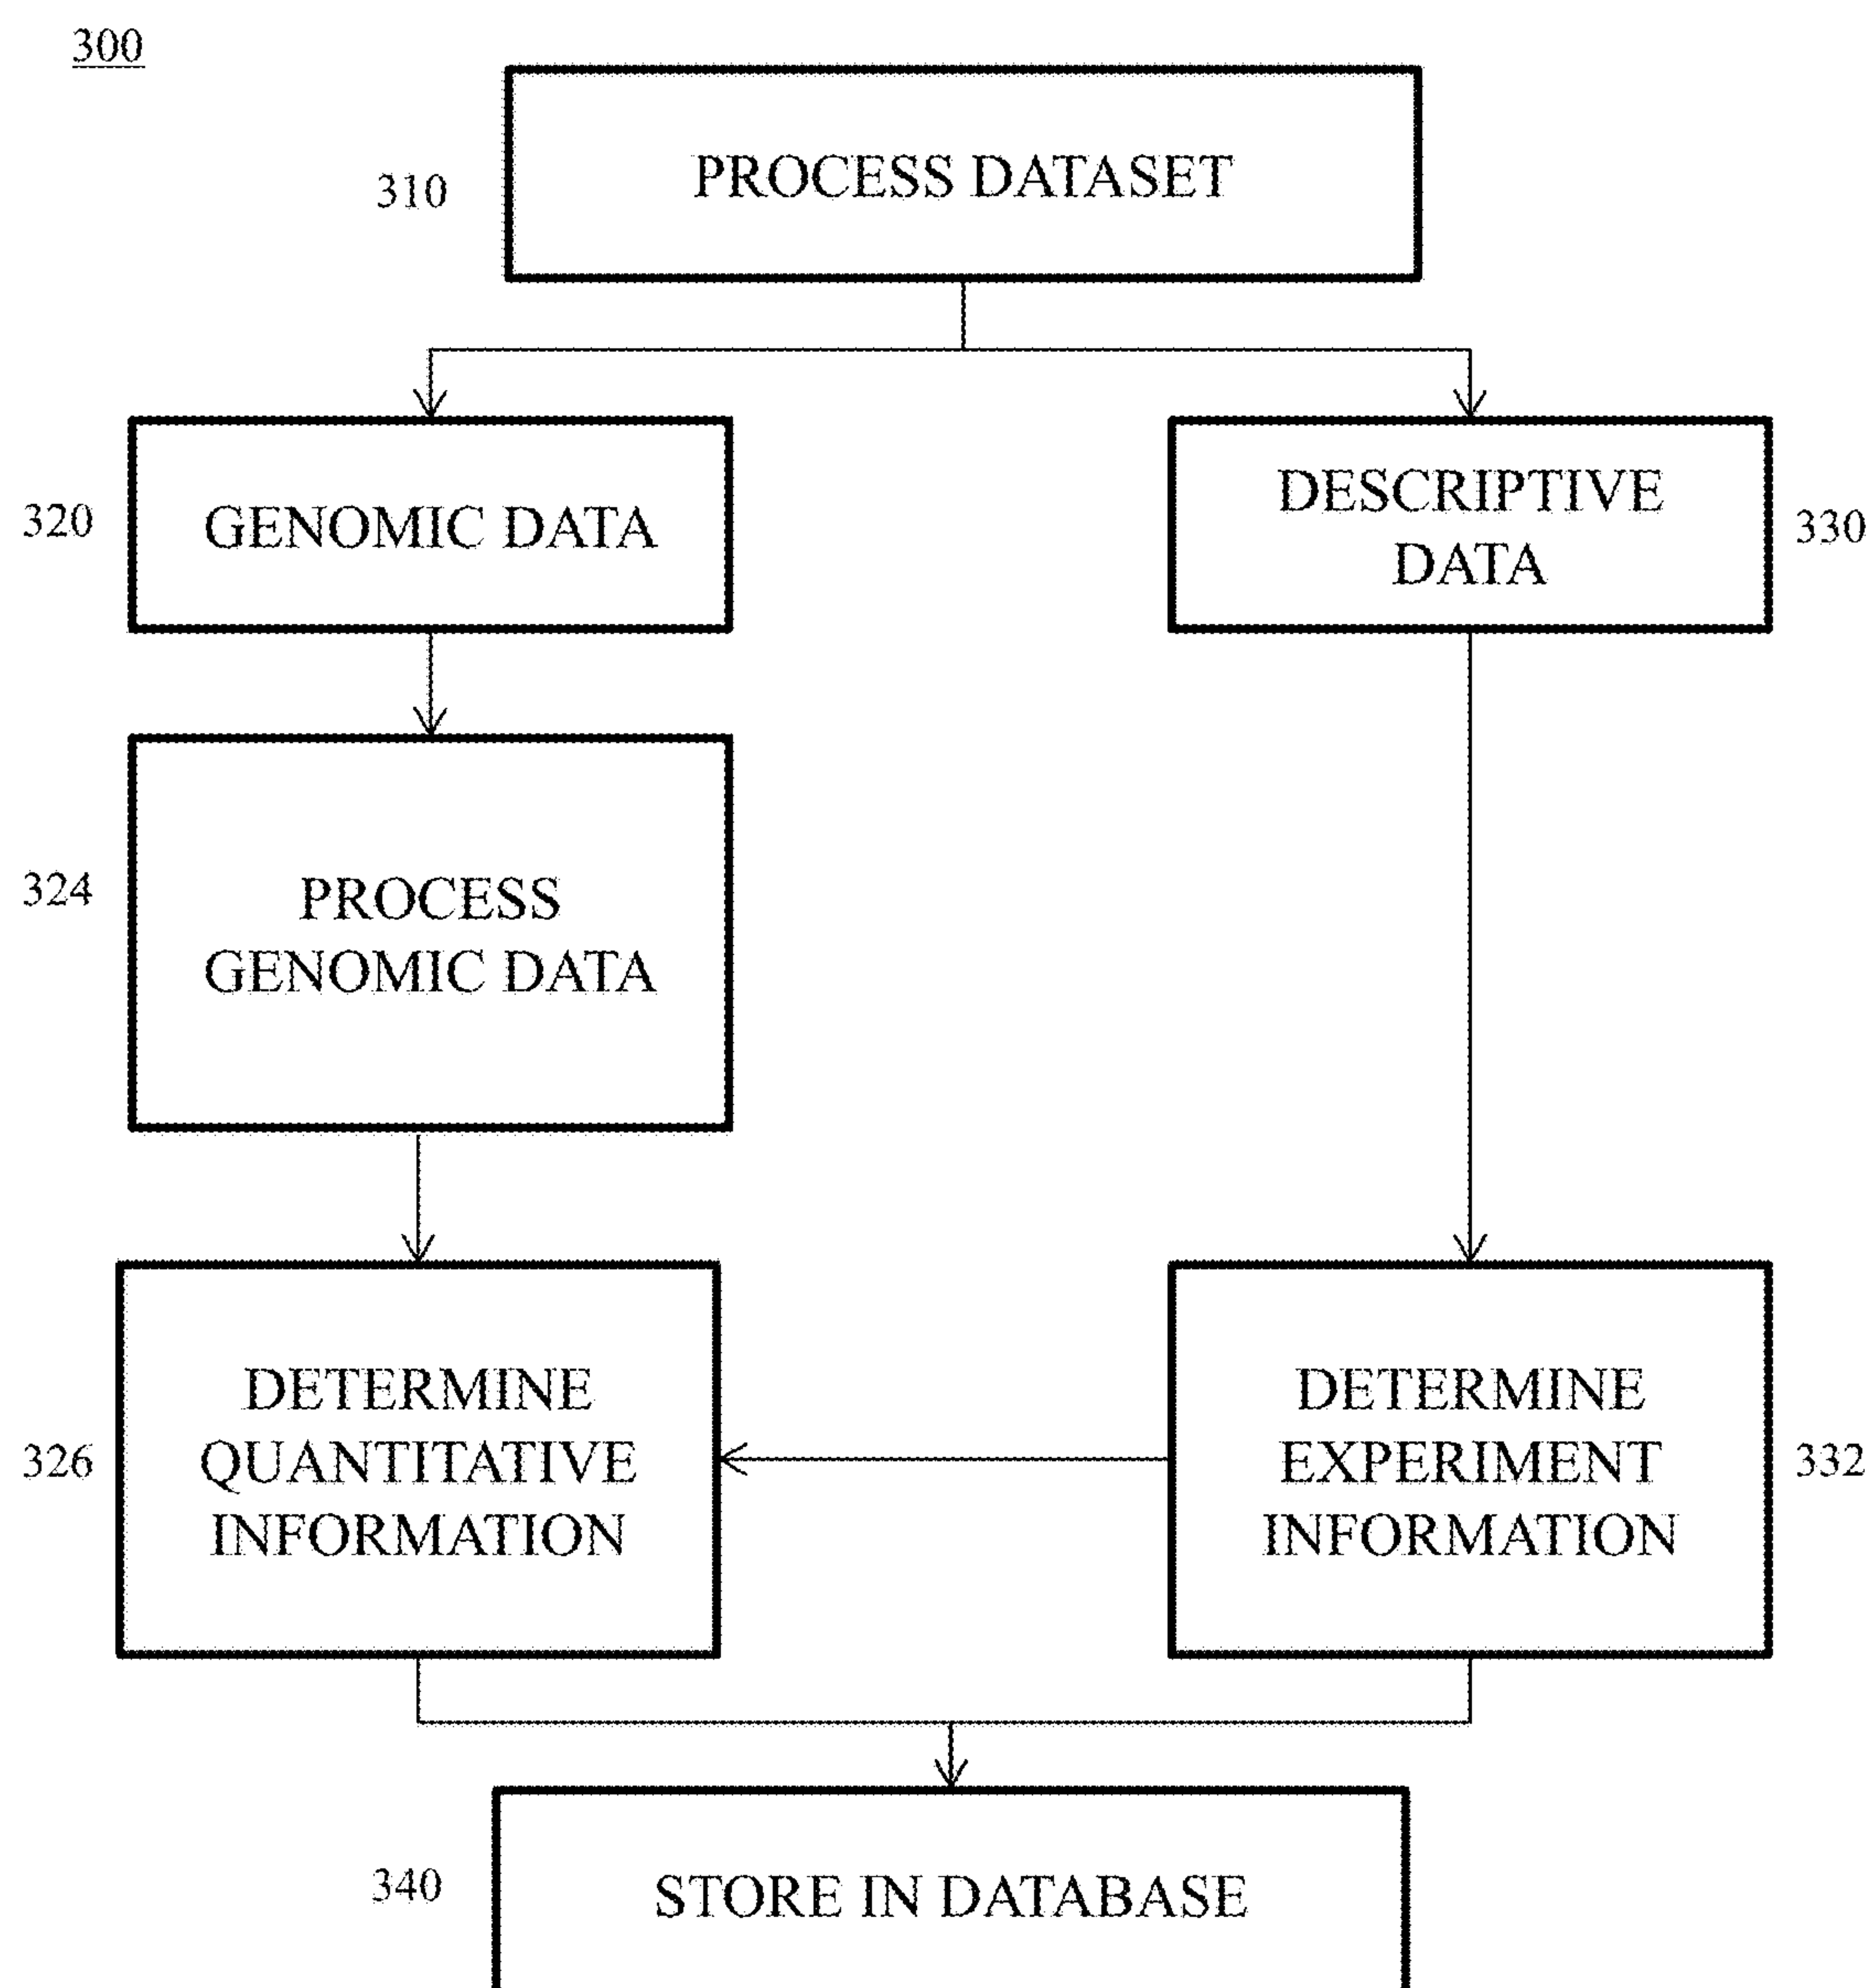 300
PROCESS DATASET
310
GENOMIC DATA
320
DESCRIPTIVE
DATA
330
PROCESS
GENOMIC DATA
324
DETERMINE
QUANTITATIVE
INFORMATION
326
DETERMINE
EXPERIMENT
INFORMATION
332
STORE IN DATABASE
340